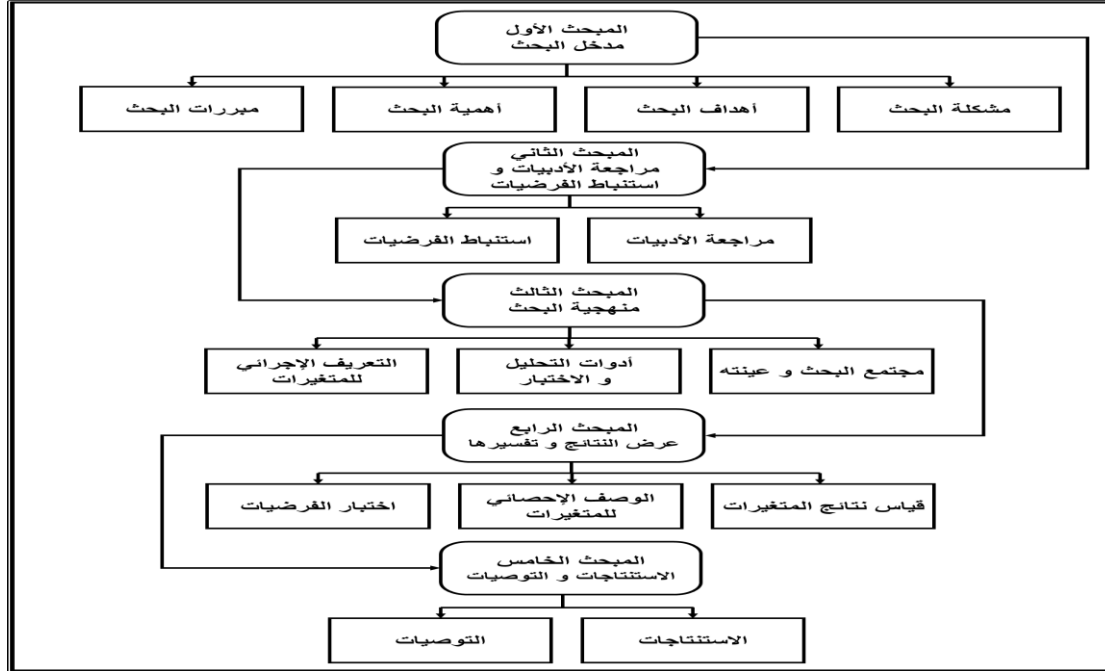 المبحث الأول
مدخل البحث
مشكلة البحث
أهداف البحث
أهمية البحث
مبررات البحث
المبحث الثاني
مراجعة الأدبيات و
استنباط الفرضيات
مراجعة الأدبيات
استنباط الفرضيات
المبحث الثالث
منهجية البحث
مجتمع البحث و عينته
أدوات التحليل
و الاختبار
التعريف الإجرائي
للمتغيرات
المبحث الرابع
عرض النتائج و تفسيرها
قياس نتائج المتغيرات
الوصف الإحصائي
للمتغيرات
اختبار الفرضيات
المبحث الخامس
الاستنتاجات و التوصيات
الاستنتاجات
التوصيات